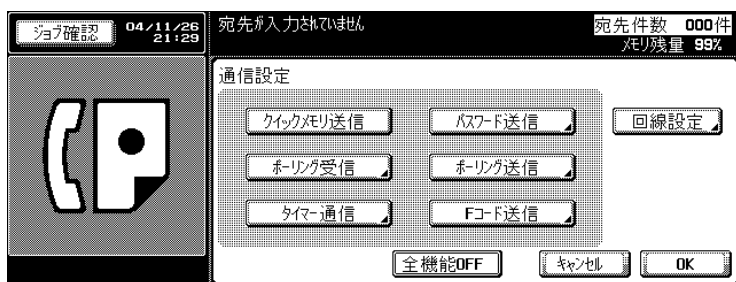 ジョブ確認
04/11/26
21:29
宛先が入力されていません
宛先件数 000件
メモリ残量 99%
通信設定
クイックメモリ送信
パスワード送信
回線設定
ポーリング受信
ポーリング送信
タイマー通信
Fコード送信
全機能OFF
キャンセル
OK